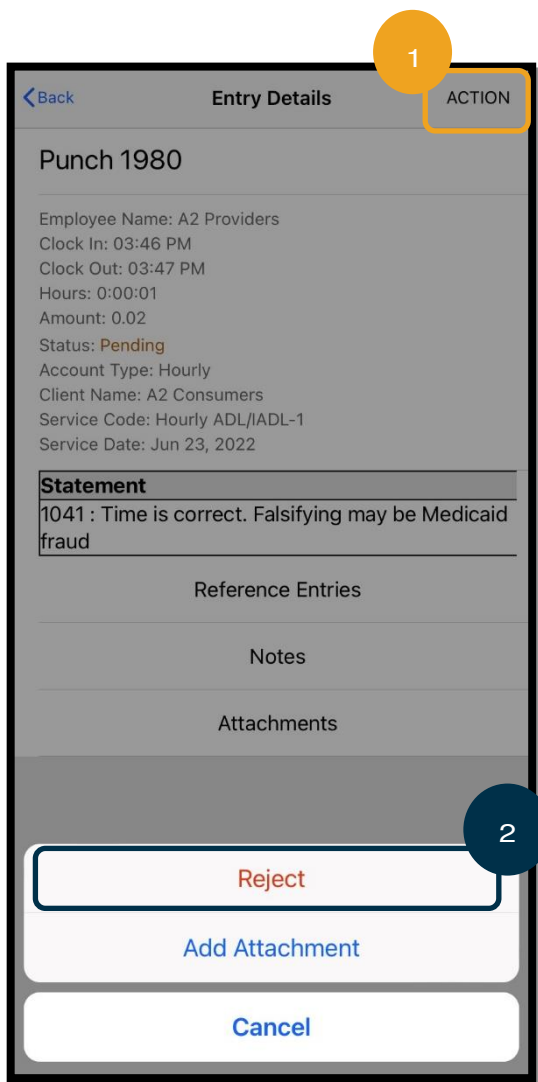 1
Back Entry Details ACTION
Punch 1980
Employee Name: A2 Providers
Clock In: 03:46 PM
Clock Out: 03:47 PM
Hours: 0:00:01
Amount: 0.02
Status: Pending
Account Type: Hourly
Client Name: A2 Consumers
Service Code: Hourly ADL/IADL-1
Service Date: Jun 23, 2022
Statement
1041 : Time is correct. Falsifying may be Medicaid
fraud
Reference Entries
Notes
Attachments
2
Reject
Add Attachment
Cancel